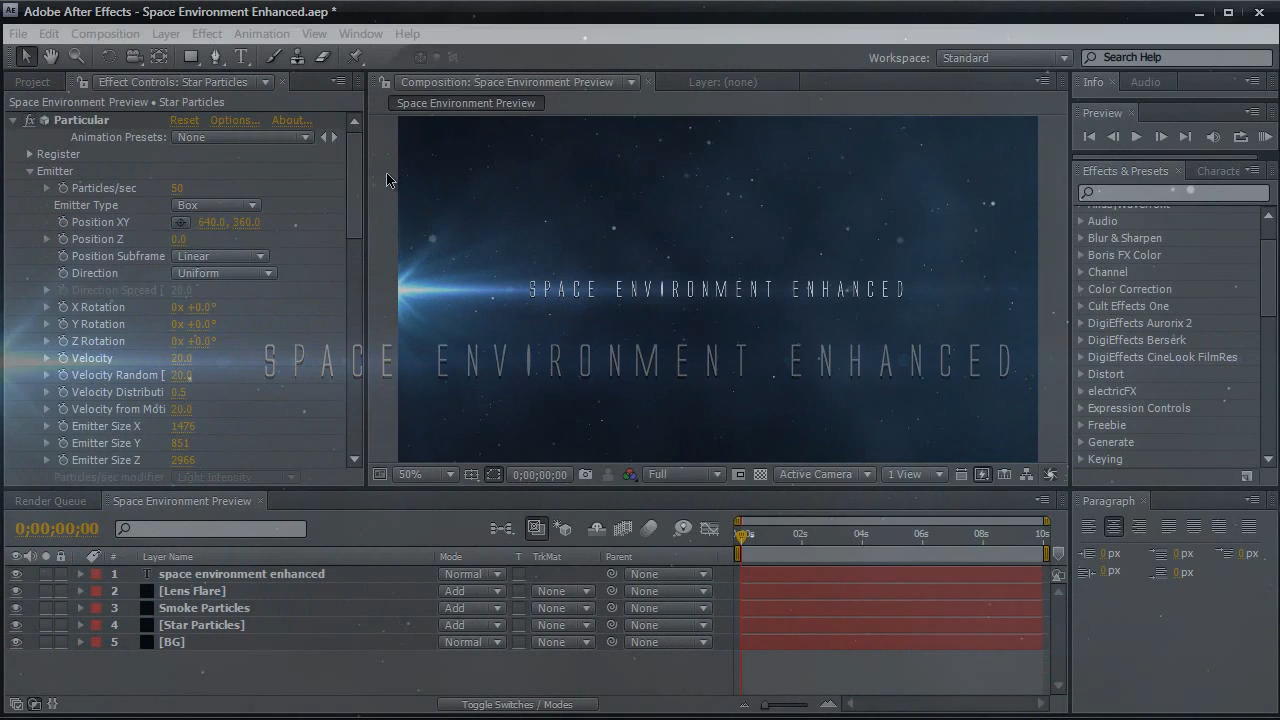 Adobe After Effects - Space Environment Enhanced.aep *
File Edit Composition Layer Effect Animation View Window Help
Workspace: Standard Search Help
Project Effect Controls: Star Particles Composition: Space Environment Preview Layer: (none) Info Audio
Space Environment Preview • Star Particles Space Environment Preview
Preview
Particular Reset Options... About...
Animation Presets: None
Register
Emitter
Particles/sec 50
Emitter Type Box
Position XY 640.0, 360.0
Position Z 0.0
Position Subframe Linear
Direction Uniform
Direction Spread [ 20.0
X Rotation 0x +0.0°
Y Rotation 0x +0.0°
Z Rotation 0x +0.0°
Velocity 20.0
Velocity Random [ 20.0
Velocity Distributi 0.5
Velocity from Moti 20.0
Emitter Size X 1476
Emitter Size Y 851
Emitter Size Z 2966
Particles/sec modifier Light Intensity
SPACE ENVIRONMENT ENHANCED
SPACE ENVIRONMENT ENHANCED
50% 0;00;00;00 Full Active Camera 1 View
Effects & Presets Characte
Audio
Blur & Sharpen
Boris FX Color
Channel
Color Correction
Cult Effects One
DigiEffects Aurorix 2
DigiEffects Berserk
DigiEffects CineLook FilmRes
Distort
electricFX
Expression Controls
Freebie
Generate
Keying
Render Queue Space Environment Preview
0;00;00;00
02s 04s 06s 08s 10s
# Layer Name Mode T TrkMat Parent
1 T space environment enhanced Normal None
2 [Lens Flare] Add None None
3 Smoke Particles Add None None
4 [Star Particles] Add None None
5 [BG] Normal None None
Toggle Switches / Modes
Paragraph
0 px 0 px 0 px
0 px 0 px